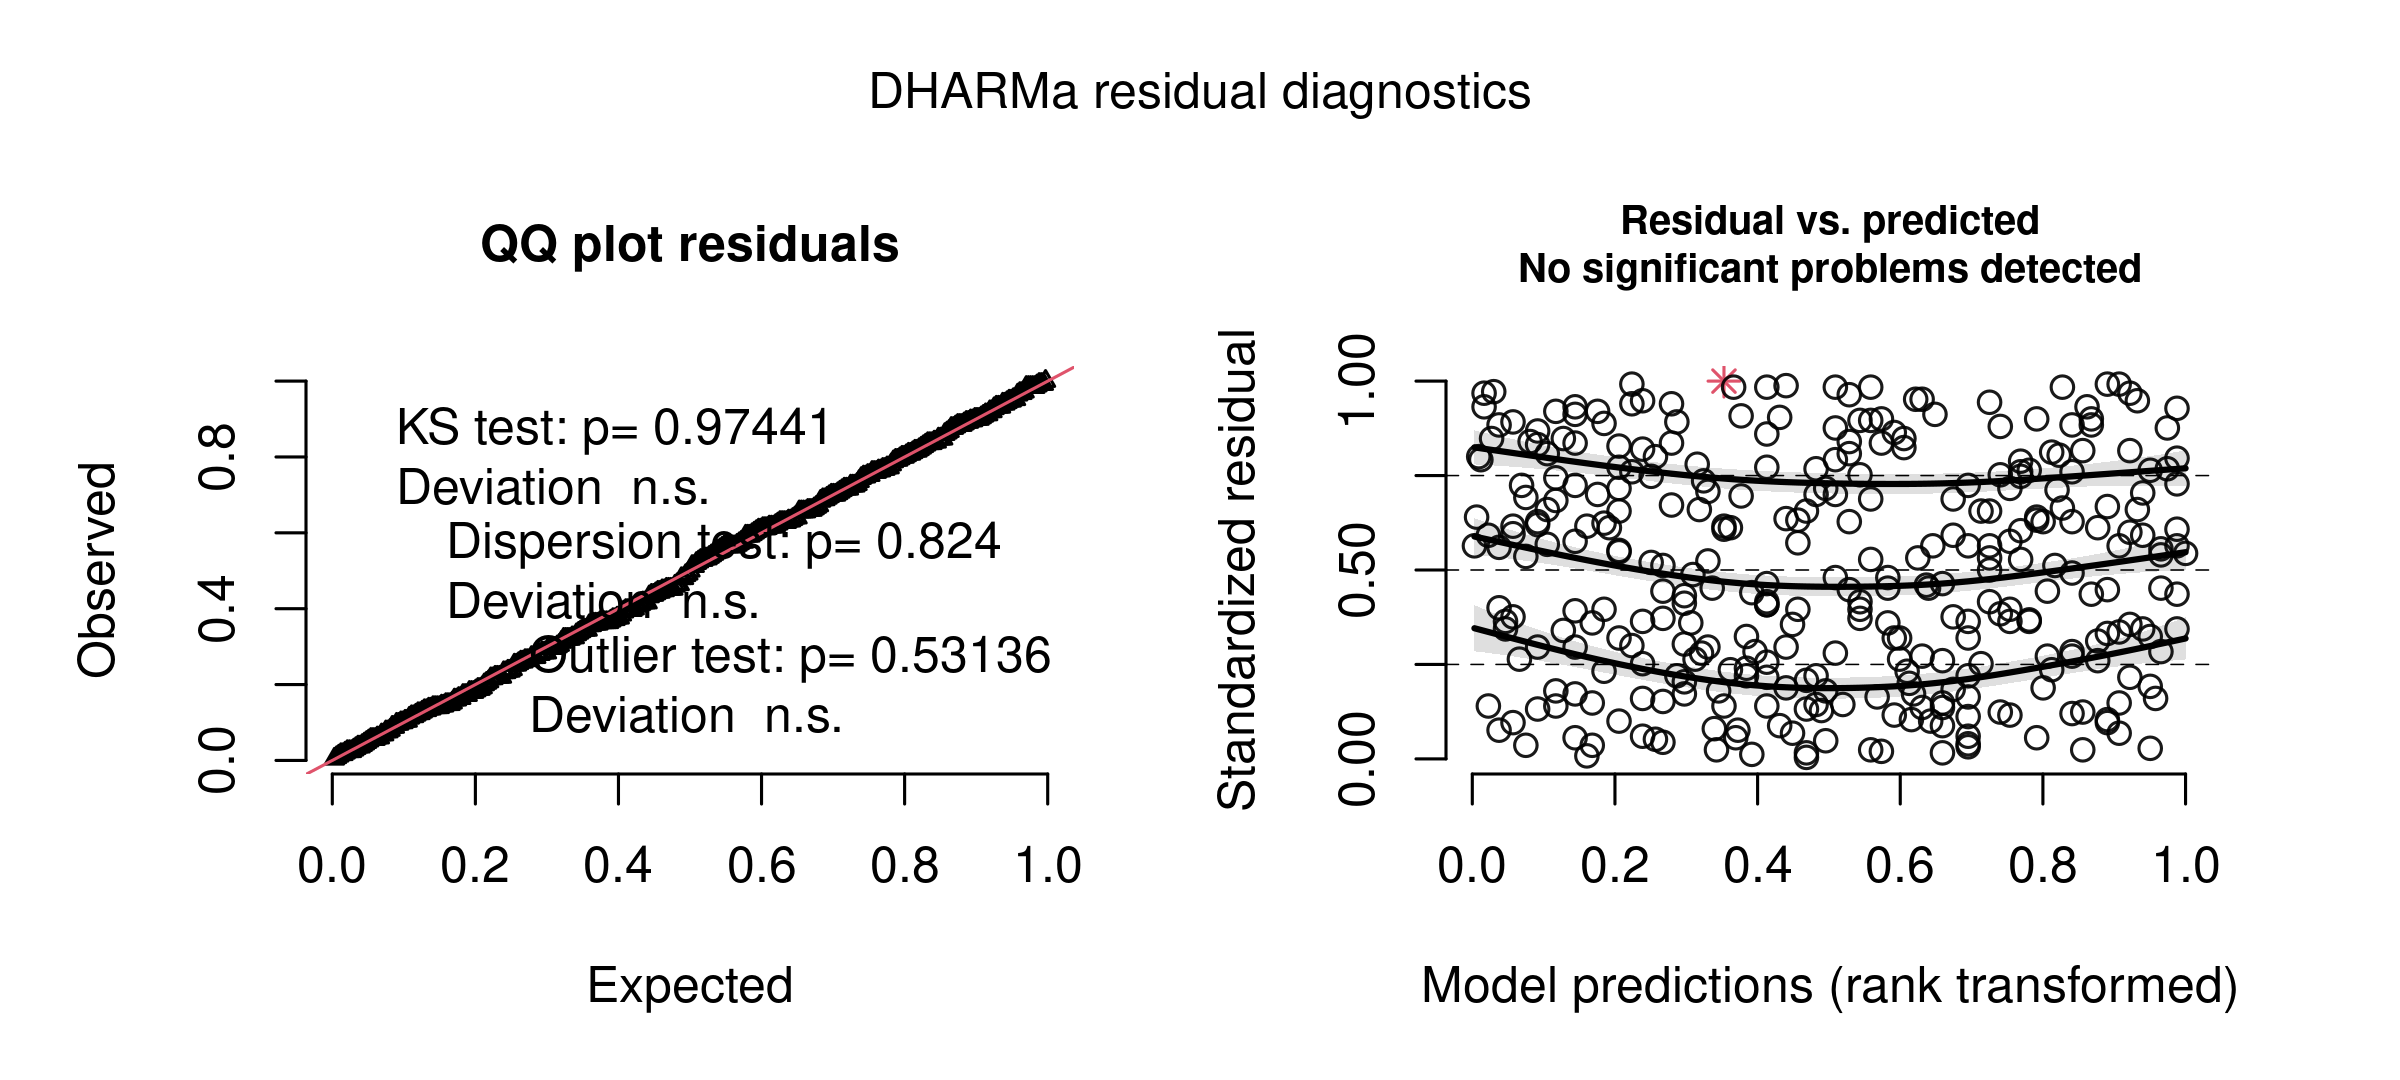 DHARMa residual diagnostics
QQ plot residuals
KS test: p= 0.97441
Deviation  n.s.
Dispersion test: p= 0.824
Deviation  n.s.
Outlier test: p= 0.53136
Deviation  n.s.
Observed
0.0
0.4
0.8
0.0
0.2
0.4
0.6
0.8
1.0
Expected
Residual vs. predicted
No significant problems detected
Standardized residual
0.00
0.50
1.00
0.0
0.2
0.4
0.6
0.8
1.0
Model predictions (rank transformed)